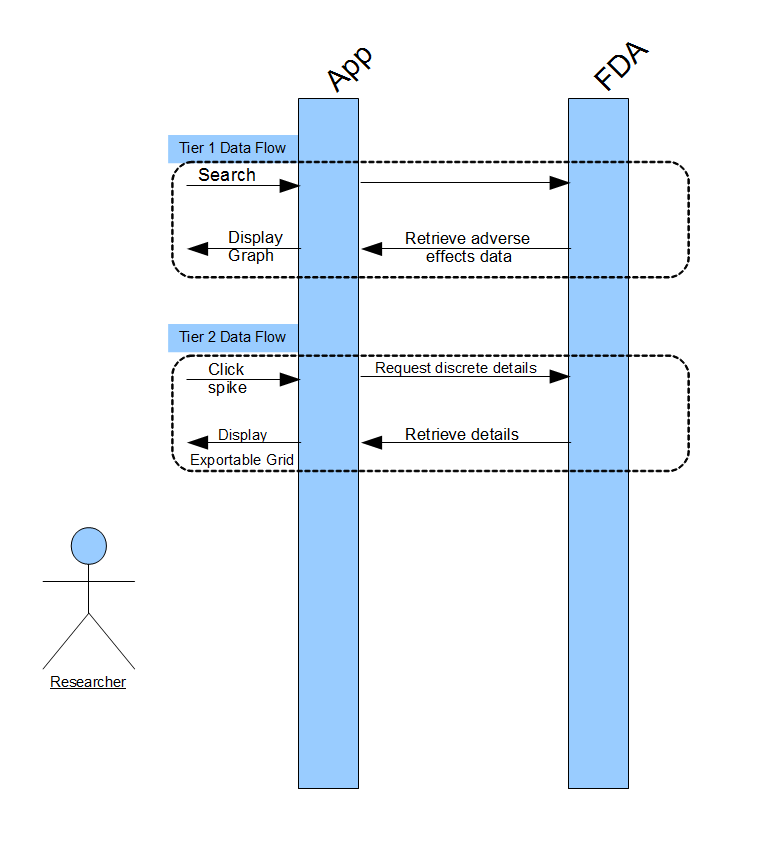 App
FDA
Tier 1 Data Flow
Search
Display
Graph
Retrieve adverse
effects data
Tier 2 Data Flow
Click
spike
Request discrete details
Display
Exportable Grid
Retrieve details
Researcher